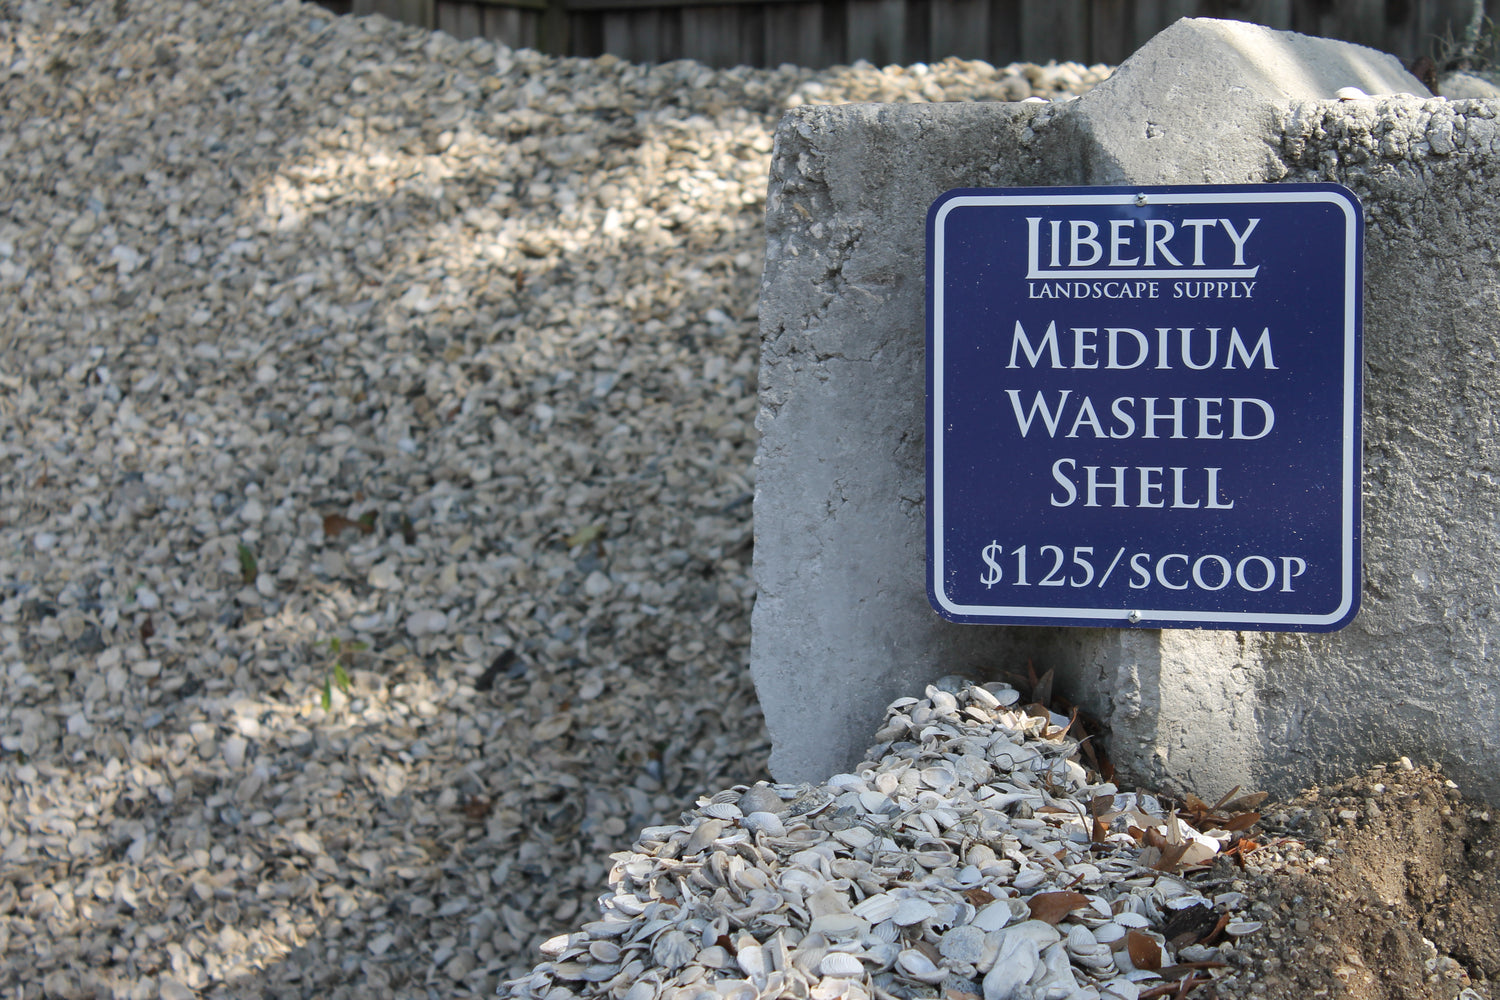 LIBERTY
LANDSCAPE SUPPLY
MEDIUM
WASHED
SHELL
$125/SCOOP